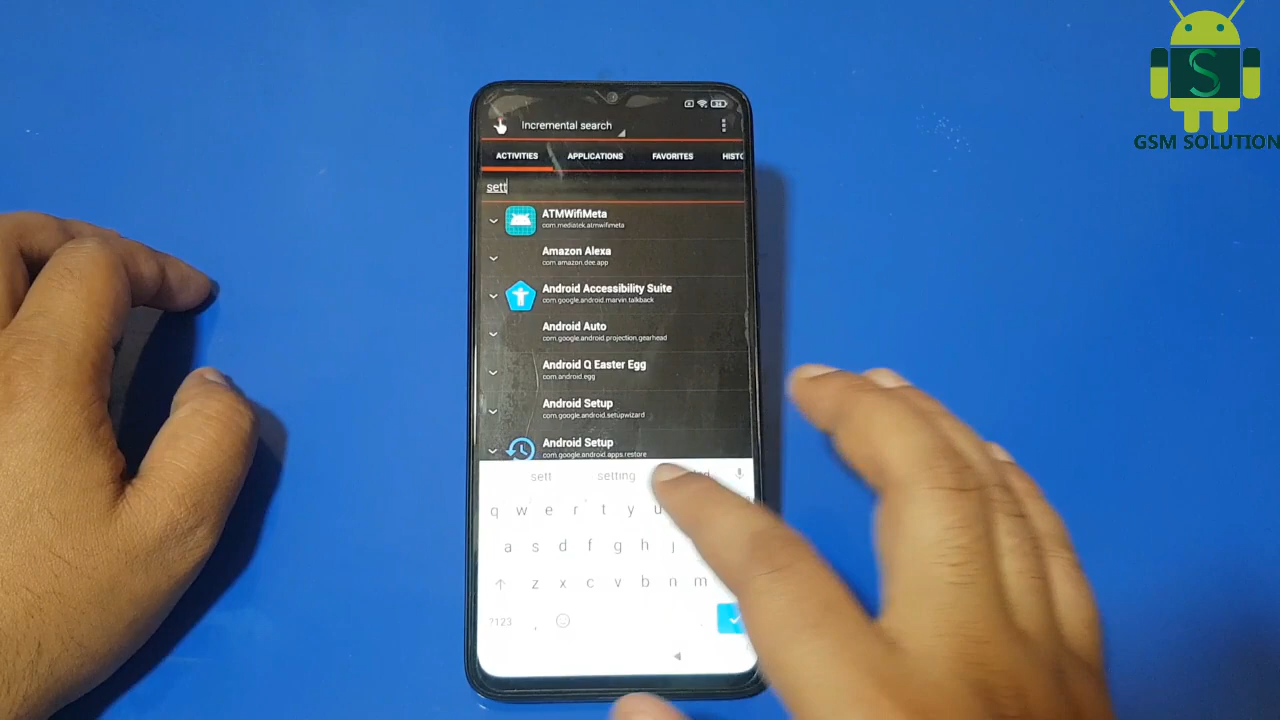 GSM SOLUTION
Incremental search
ACTIVITIES APPLICATIONS FAVORITES HISTO
sett
ATMWifiMeta
com.mediatek.atmwifimeta
Amazon Alexa
com.amazon.dee.app
Android Accessibility Suite
com.google.android.marvin.talkback
Android Auto
com.google.android.projection.gearhead
Android Q Easter Egg
com.android.egg
Android Setup
com.google.android.setupwizard
Android Setup
com.google.android.apps.restore
sett setting
q w e r t y u
a s d f g h j
z x c v b n m
?123 ,